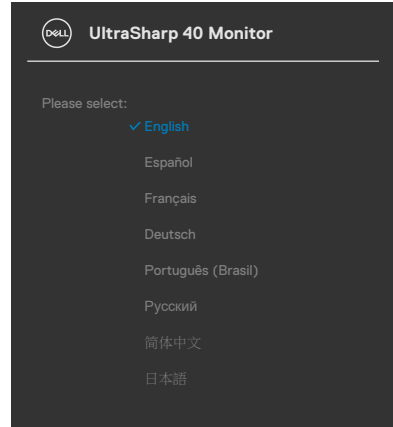 DELL UltraSharp 40 Monitor
Please select:
✓ English
Español
Français
Deutsch
Português (Brasil)
Русский
简体中文
日本語